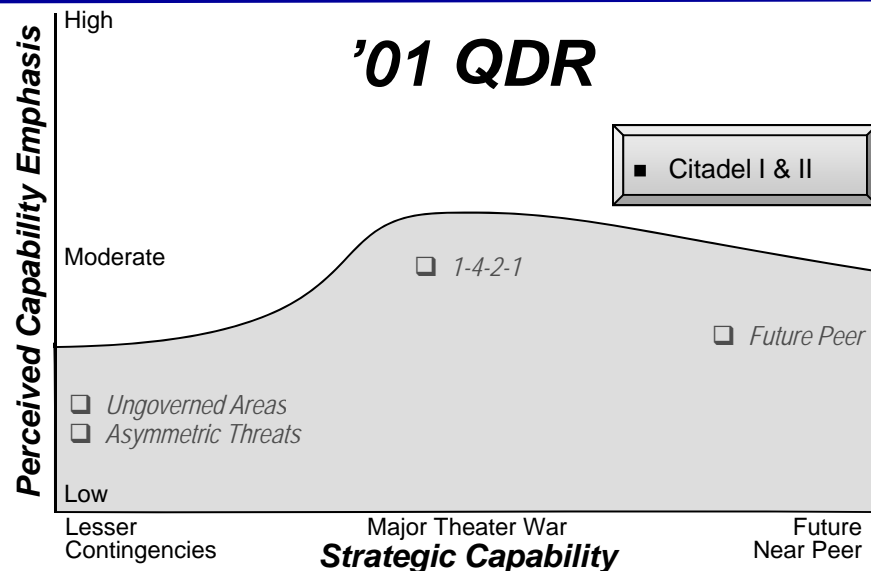 High
'01 QDR
Perceived Capability Emphasis
▪ Citadel I & II
Moderate
❑ 1-4-2-1
❑ Future Peer
❑ Ungoverned Areas
❑ Asymmetric Threats
Low
Lesser
Contingencies
Major Theater War
Future
Near Peer
Strategic Capability